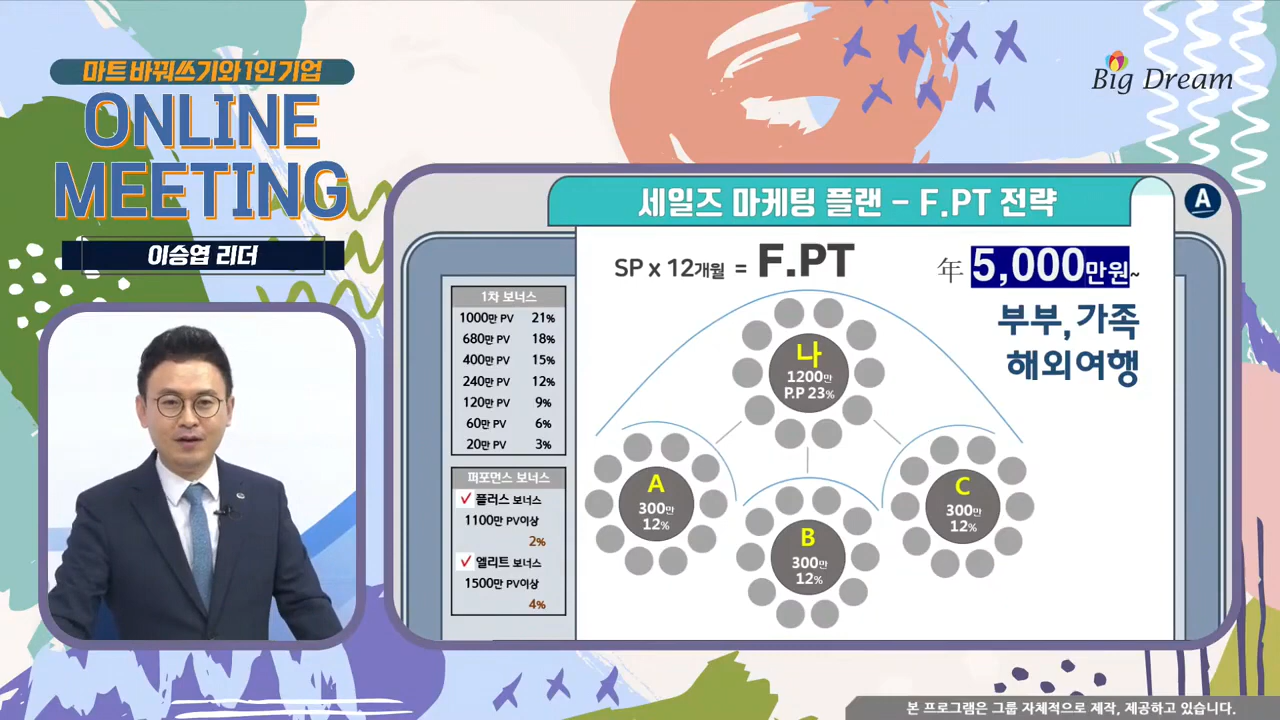 마트 바꿔쓰기와 1인 기업
ONLINE
MEETING
이승엽 리더
Big Dream
세일즈 마케팅 플랜 - F.PT 전략
A
SP x 12개월 = F.PT
年 5,000만원~
부부, 가족
해외여행
1차 보너스
1000만 PV 21%
680만 PV 18%
400만 PV 15%
240만 PV 12%
120만 PV 9%
60만 PV 6%
20만 PV 3%
퍼포먼스 보너스
✓플러스 보너스
1100만 PV이상
2%
✓엘리트 보너스
1500만 PV이상
4%
나
1200만
P.P 23%
A
300만
12%
B
300만
12%
C
300만
12%
본 프로그램은 그룹 자체적으로 제작, 제공하고 있습니다.